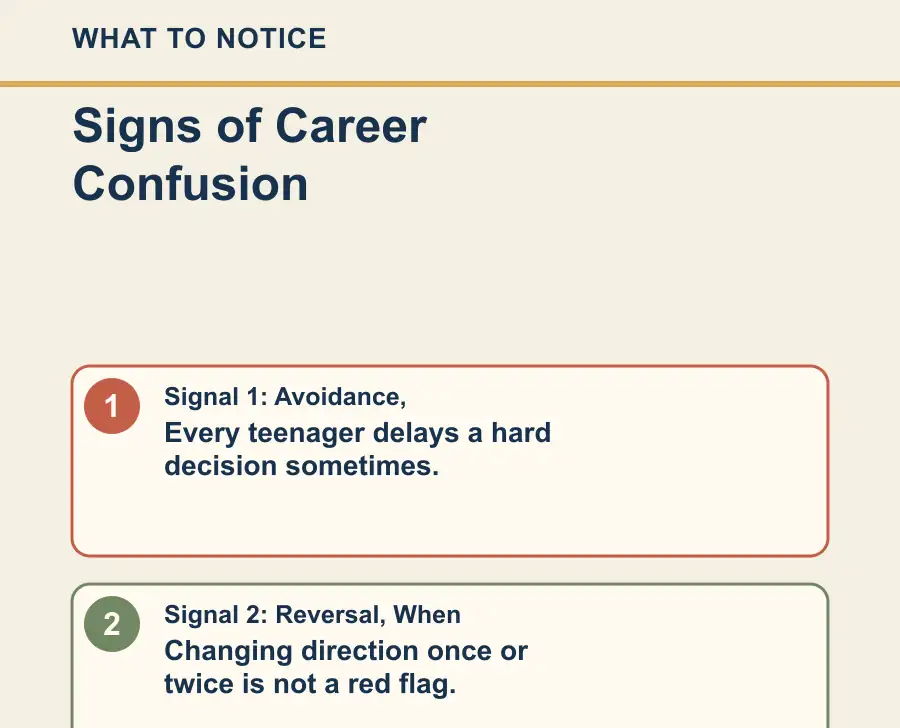 WHAT TO NOTICE
Signs of Career
Confusion
1
Signal 1: Avoidance,
Every teenager delays a hard
decision sometimes.
2
Signal 2: Reversal, When
Changing direction once or
twice is not a red flag.